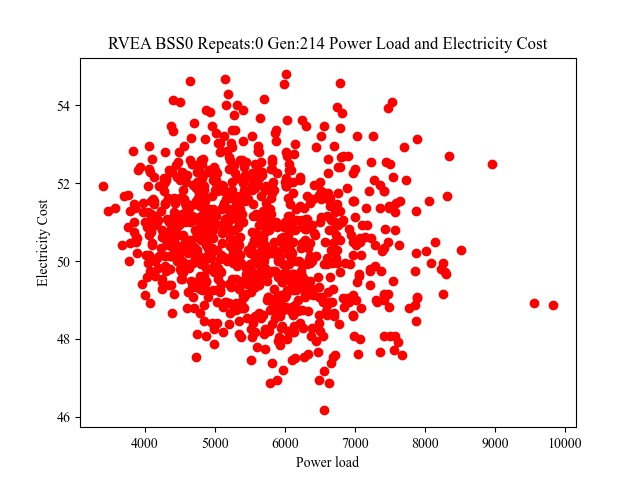 RVEA BSS0 Repeats:0 Gen:214 Power Load and Electricity Cost
54
52
50
48
46
Electricity Cost
4000 5000 6000 7000 8000 9000 10000
Power load